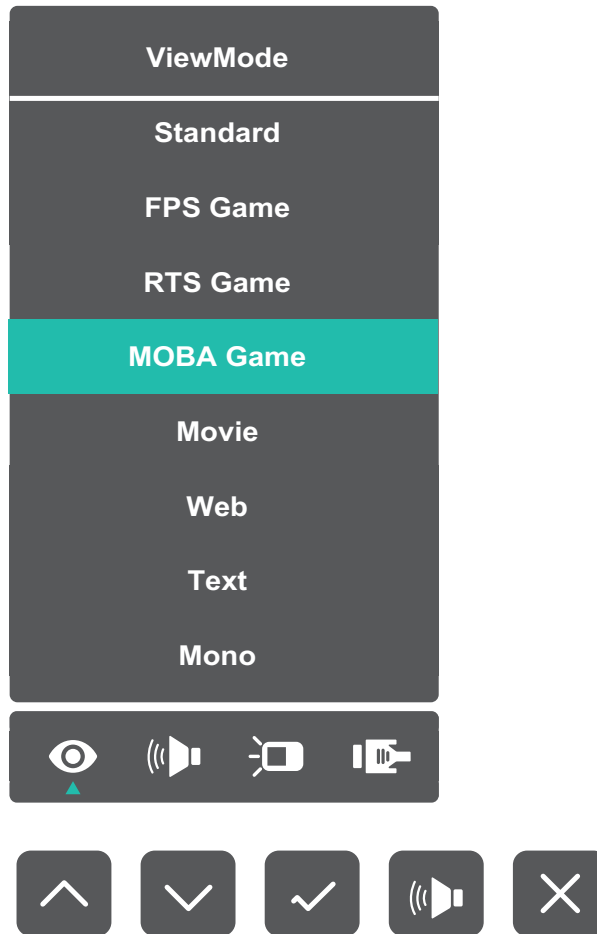 ViewMode
Standard
FPS Game
RTS Game
MOBA Game
Movie
Web
Text
Mono